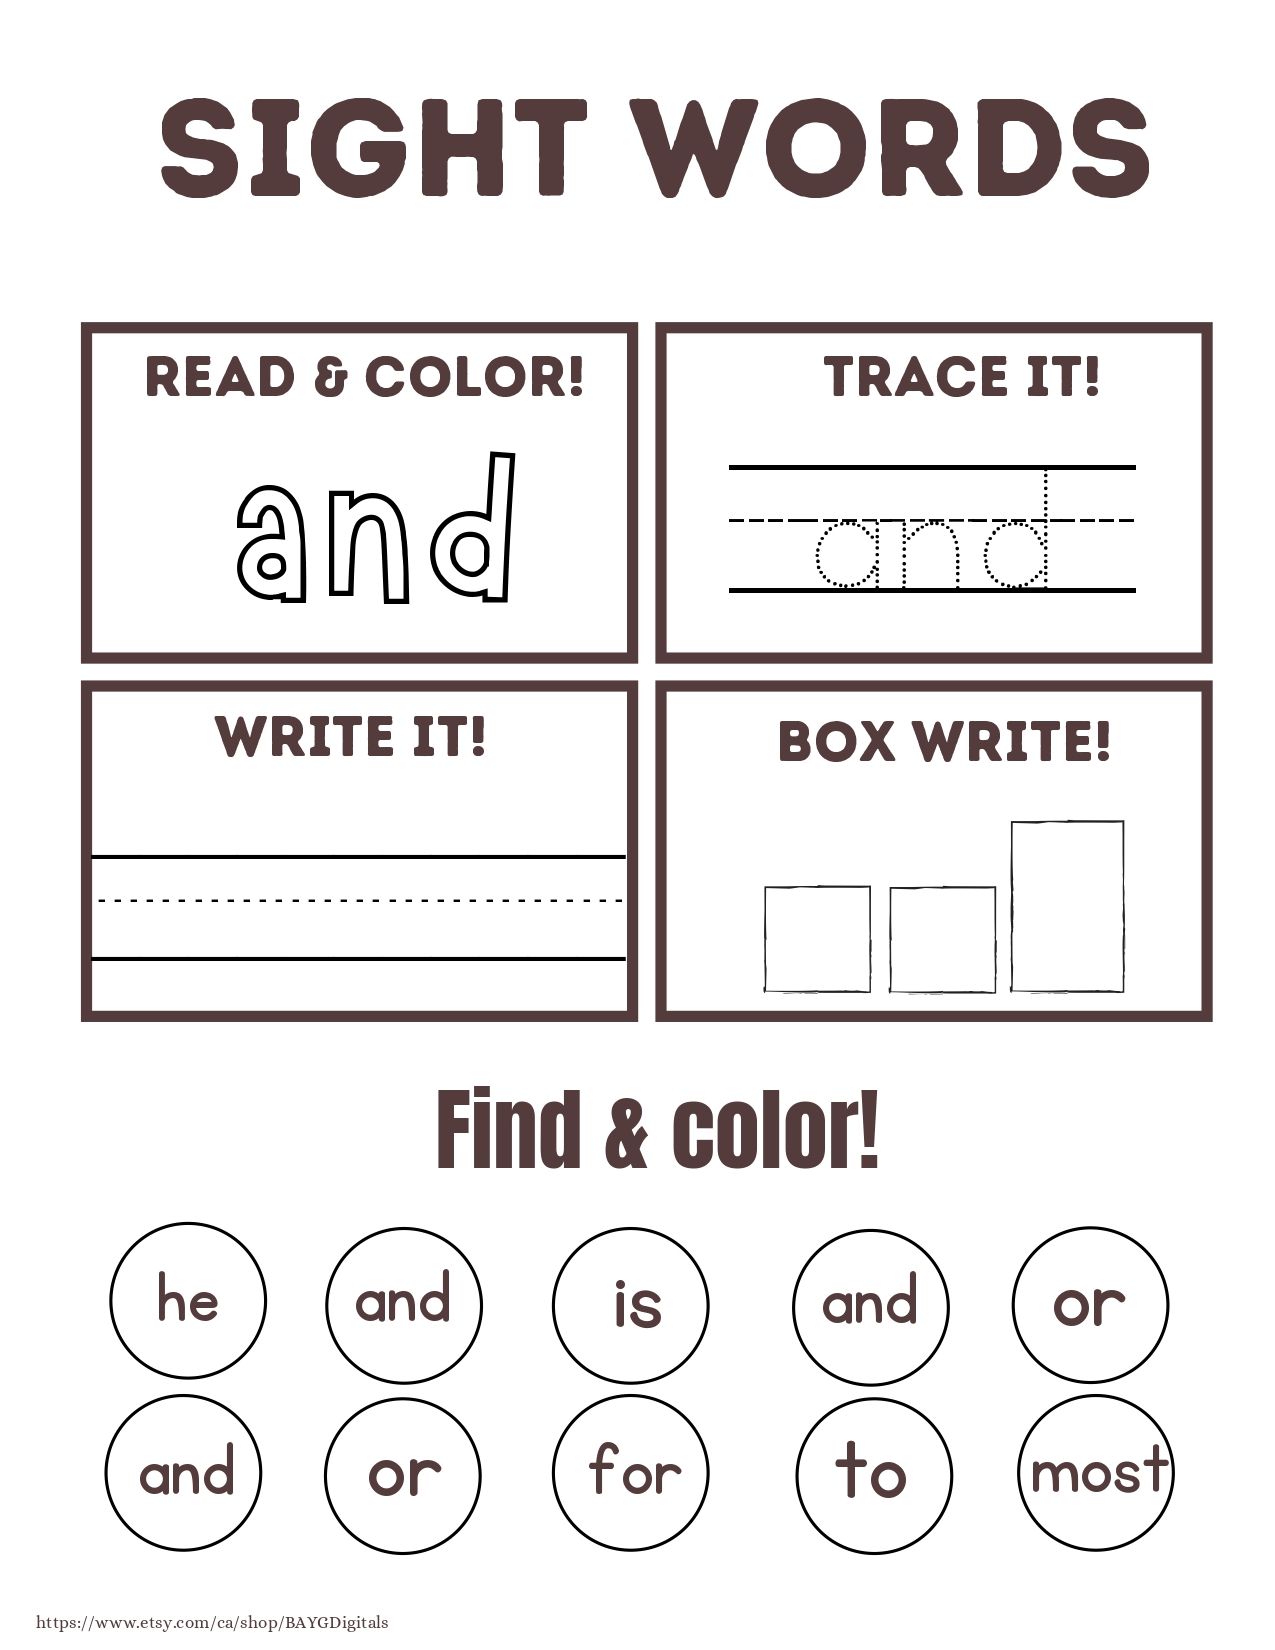 SIGHT WORDS
READ & COLOR!
and
TRACE IT!
and
WRITE IT!
BOX WRITE!
Find & color!
he and is and or
and or for to most
https://www.etsy.com/ca/shop/BAYGDigitals